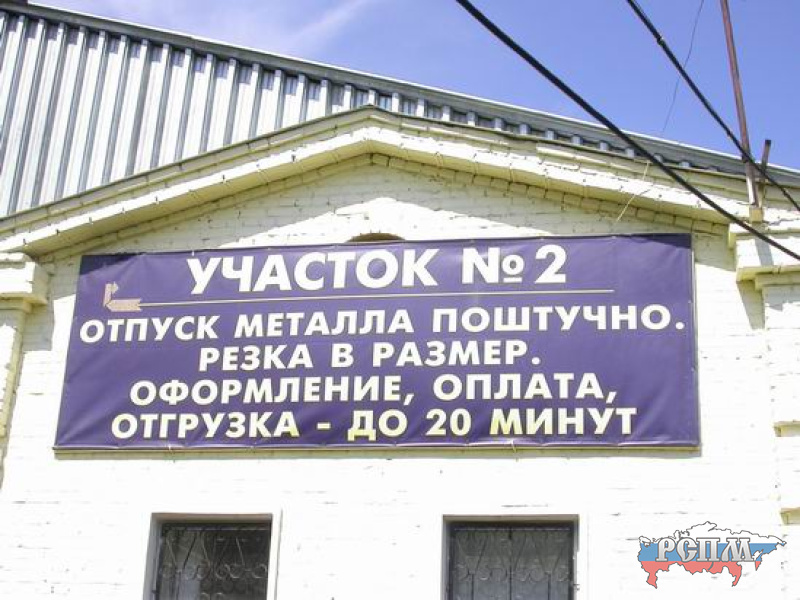 УЧАСТОК №2
ОТПУСК МЕТАЛЛА ПОШТУЧНО.
РЕЗКА В РАЗМЕР.
ОФОРМЛЕНИЕ, ОПЛАТА,
ОТГРУЗКА - ДО 20 МИНУТ
РСПМ